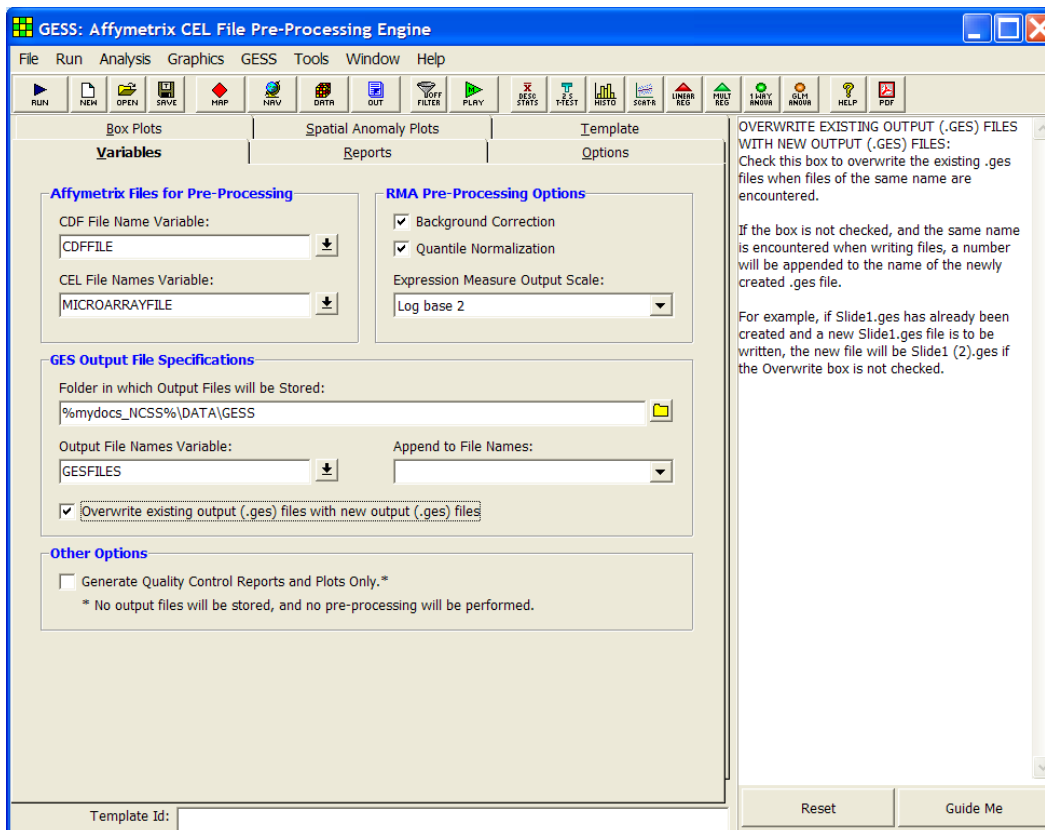 GESS: Affymetrix CEL File Pre-Processing Engine
File Run Analysis Graphics GESS Tools Window Help
RUN NEW OPEN SAVE MAP NAV DATA OUT OFF FILTER PLAY DESC STATS 2 S T-TEST HISTO SCAT-R LINEAR REG MULT REG 1 WAY ANOVA GLM ANOVA HELP PDF
Box Plots Spatial Anomaly Plots Template
Variables Reports Options
Affymetrix Files for Pre-Processing
CDF File Name Variable:
CDFFILE
CEL File Names Variable:
MICROARRAYFILE
RMA Pre-Processing Options
Background Correction
Quantile Normalization
Expression Measure Output Scale:
Log base 2
GES Output File Specifications
Folder in which Output Files will be Stored:
%mydocs_NCSS%\DATA\GESS
Output File Names Variable:
GESFILES
Append to File Names:
Overwrite existing output (.ges) files with new output (.ges) files
Other Options
Generate Quality Control Reports and Plots Only.*
* No output files will be stored, and no pre-processing will be performed.
Template Id:
OVERWRITE EXISTING OUTPUT (.GES) FILES
WITH NEW OUTPUT (.GES) FILES:
Check this box to overwrite the existing .ges
files when files of the same name are
encountered.
If the box is not checked, and the same name
is encountered when writing files, a number
will be appended to the name of the newly
created .ges file.
For example, if Slide1.ges has already been
created and a new Slide1.ges file is to be
written, the new file will be Slide1 (2).ges if
the Overwrite box is not checked.
Reset Guide Me